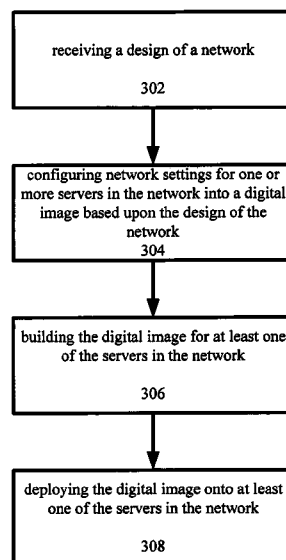 receiving a design of a network
302
configuring network settings for one or
more servers in the network into a digital
image based upon the design of the
network
304
building the digital image for at least one
of the servers in the network
306
deploying the digital image onto at least
one of the servers in the network
308